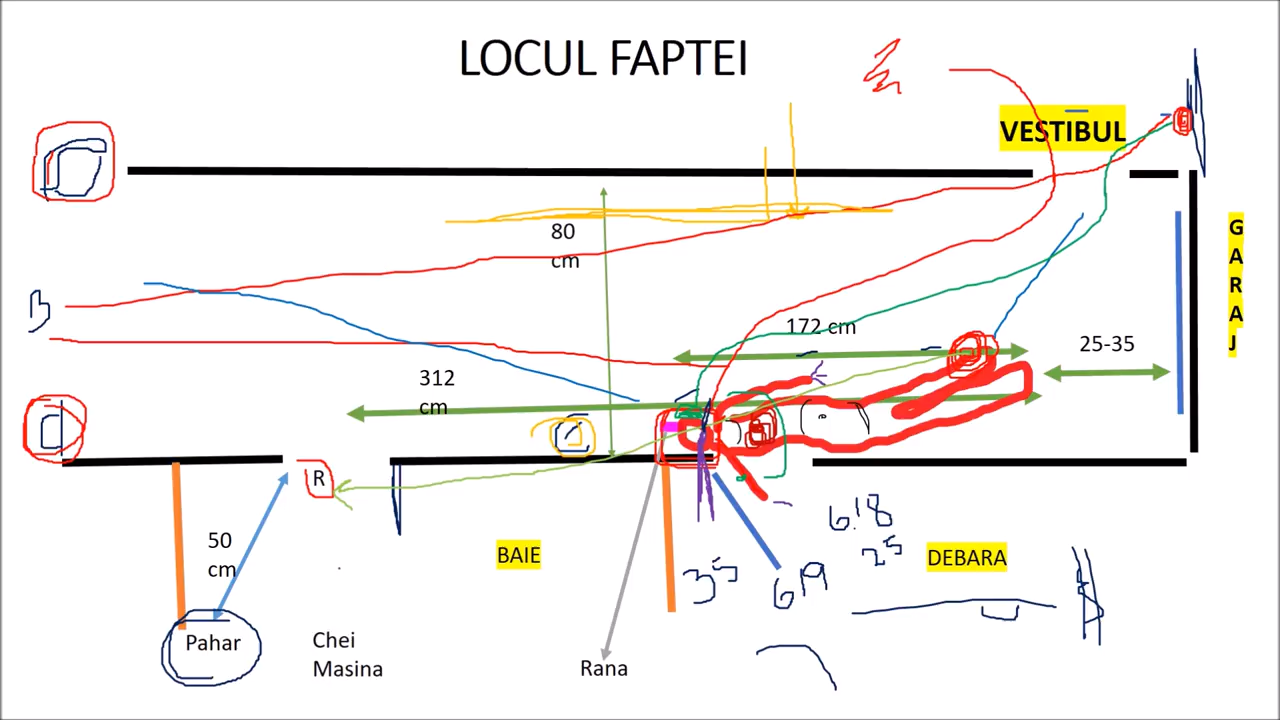 LOCUL FAPTEI
VESTIBUL
G
A
R
A
J
80
cm
B
172 cm
25-35
312
cm
R
50
cm
BAIE
618
2⁵
DEBARA
3⁵
619
Pahar
Chei
Masina
Rana